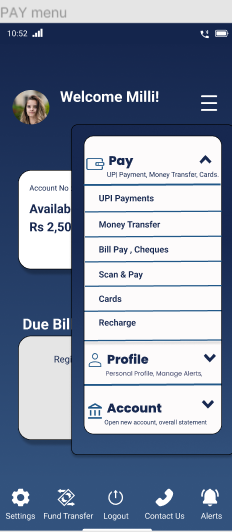 PAY menu
10:52
Welcome Milli!
Pay
UPI Payment, Money Transfer, Cards.
Account No
UPI Payments
Availab
Money Transfer
Rs 2,50
Bill Pay , Cheques
Scan & Pay
Cards
Recharge
Due Bil
Profile
Regi
Personal Profile, Manage Alerts,
Account
Open new account, overall statement
Settings Fund Transfer Logout Contact Us Alerts